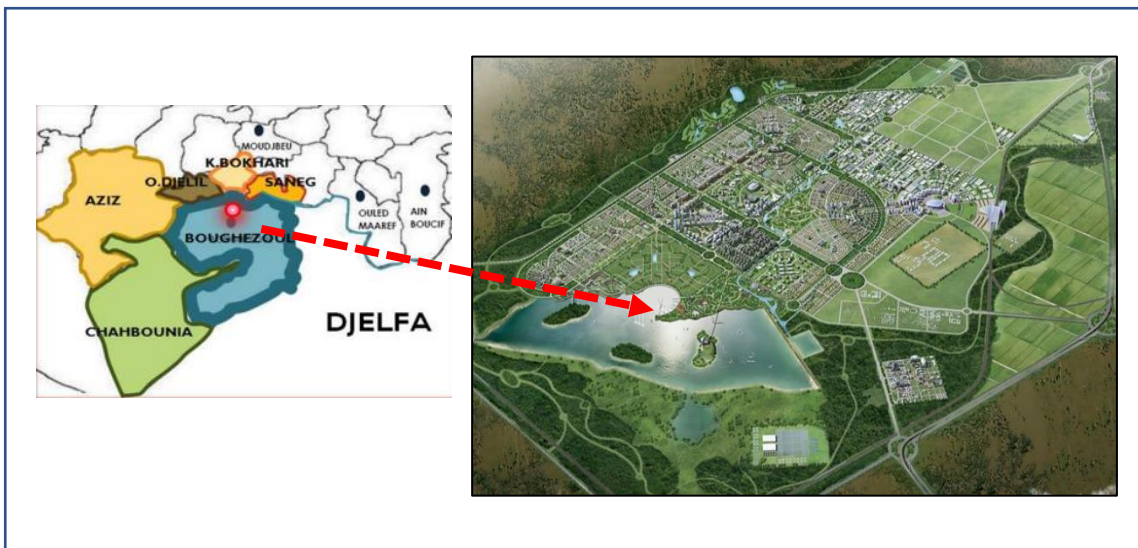 MOUDJBEU
K.BOKHARI
O.DJELIL
SANEG
AZIZ
OULED
MAAREF
AIN
BOUCIF
BOUGHEZOUL
CHAHBOUNIA
DJELFA